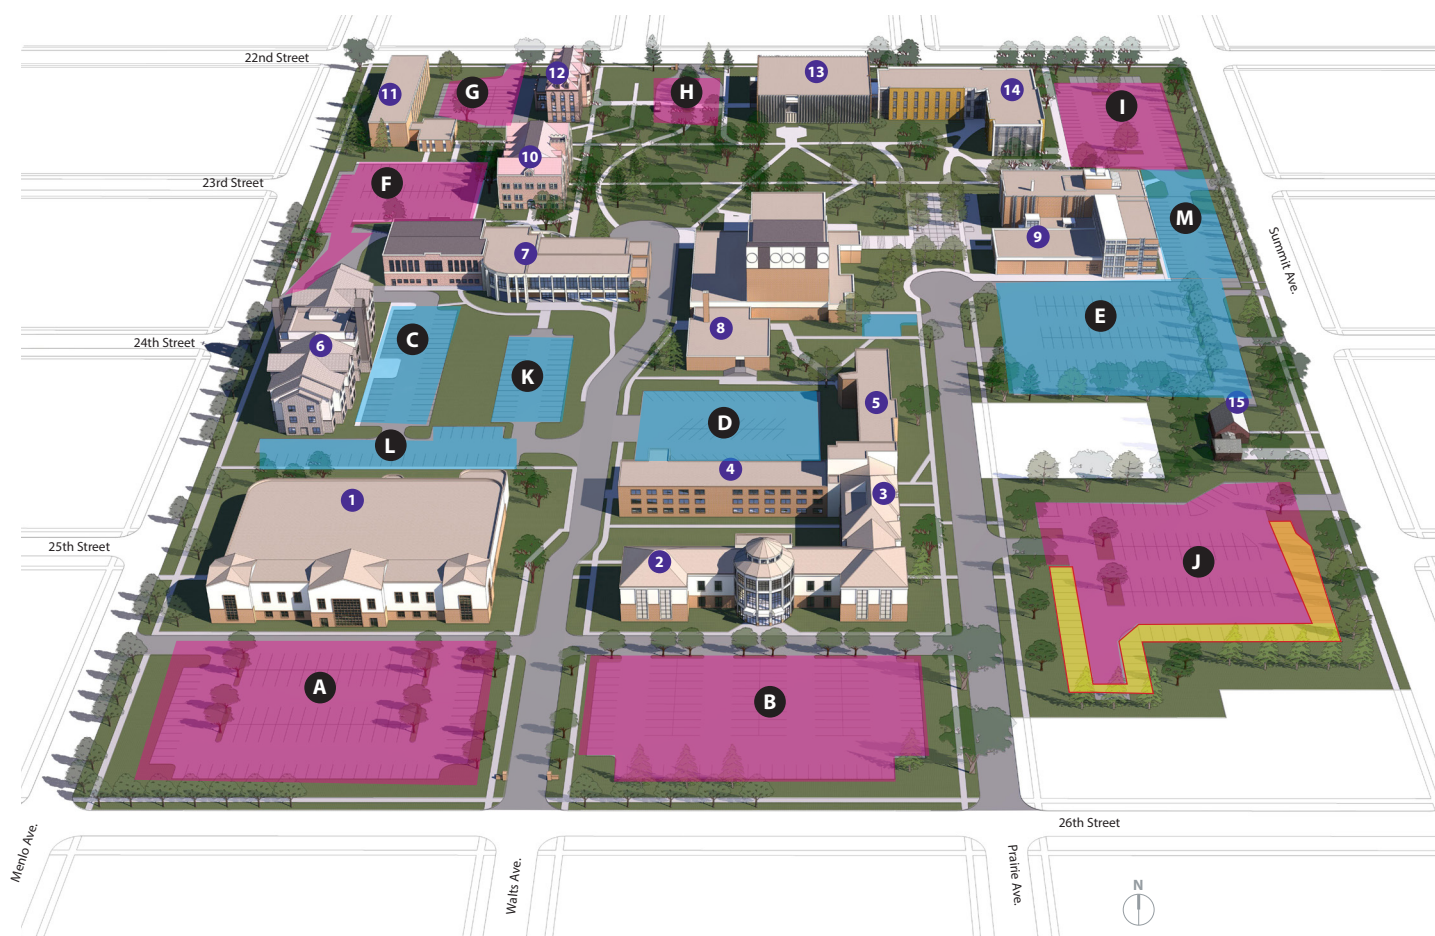 22nd Street
12
13
11
G
H
14
I
10
23rd Street
F
M
Summit Ave.
9
7
E
C
8
24th Street
6
K
5
15
D
L
4
1
3
25th Street
2
J
A
B
26th Street
Menlo Ave.
Walts Ave.
Prairie Ave.
N